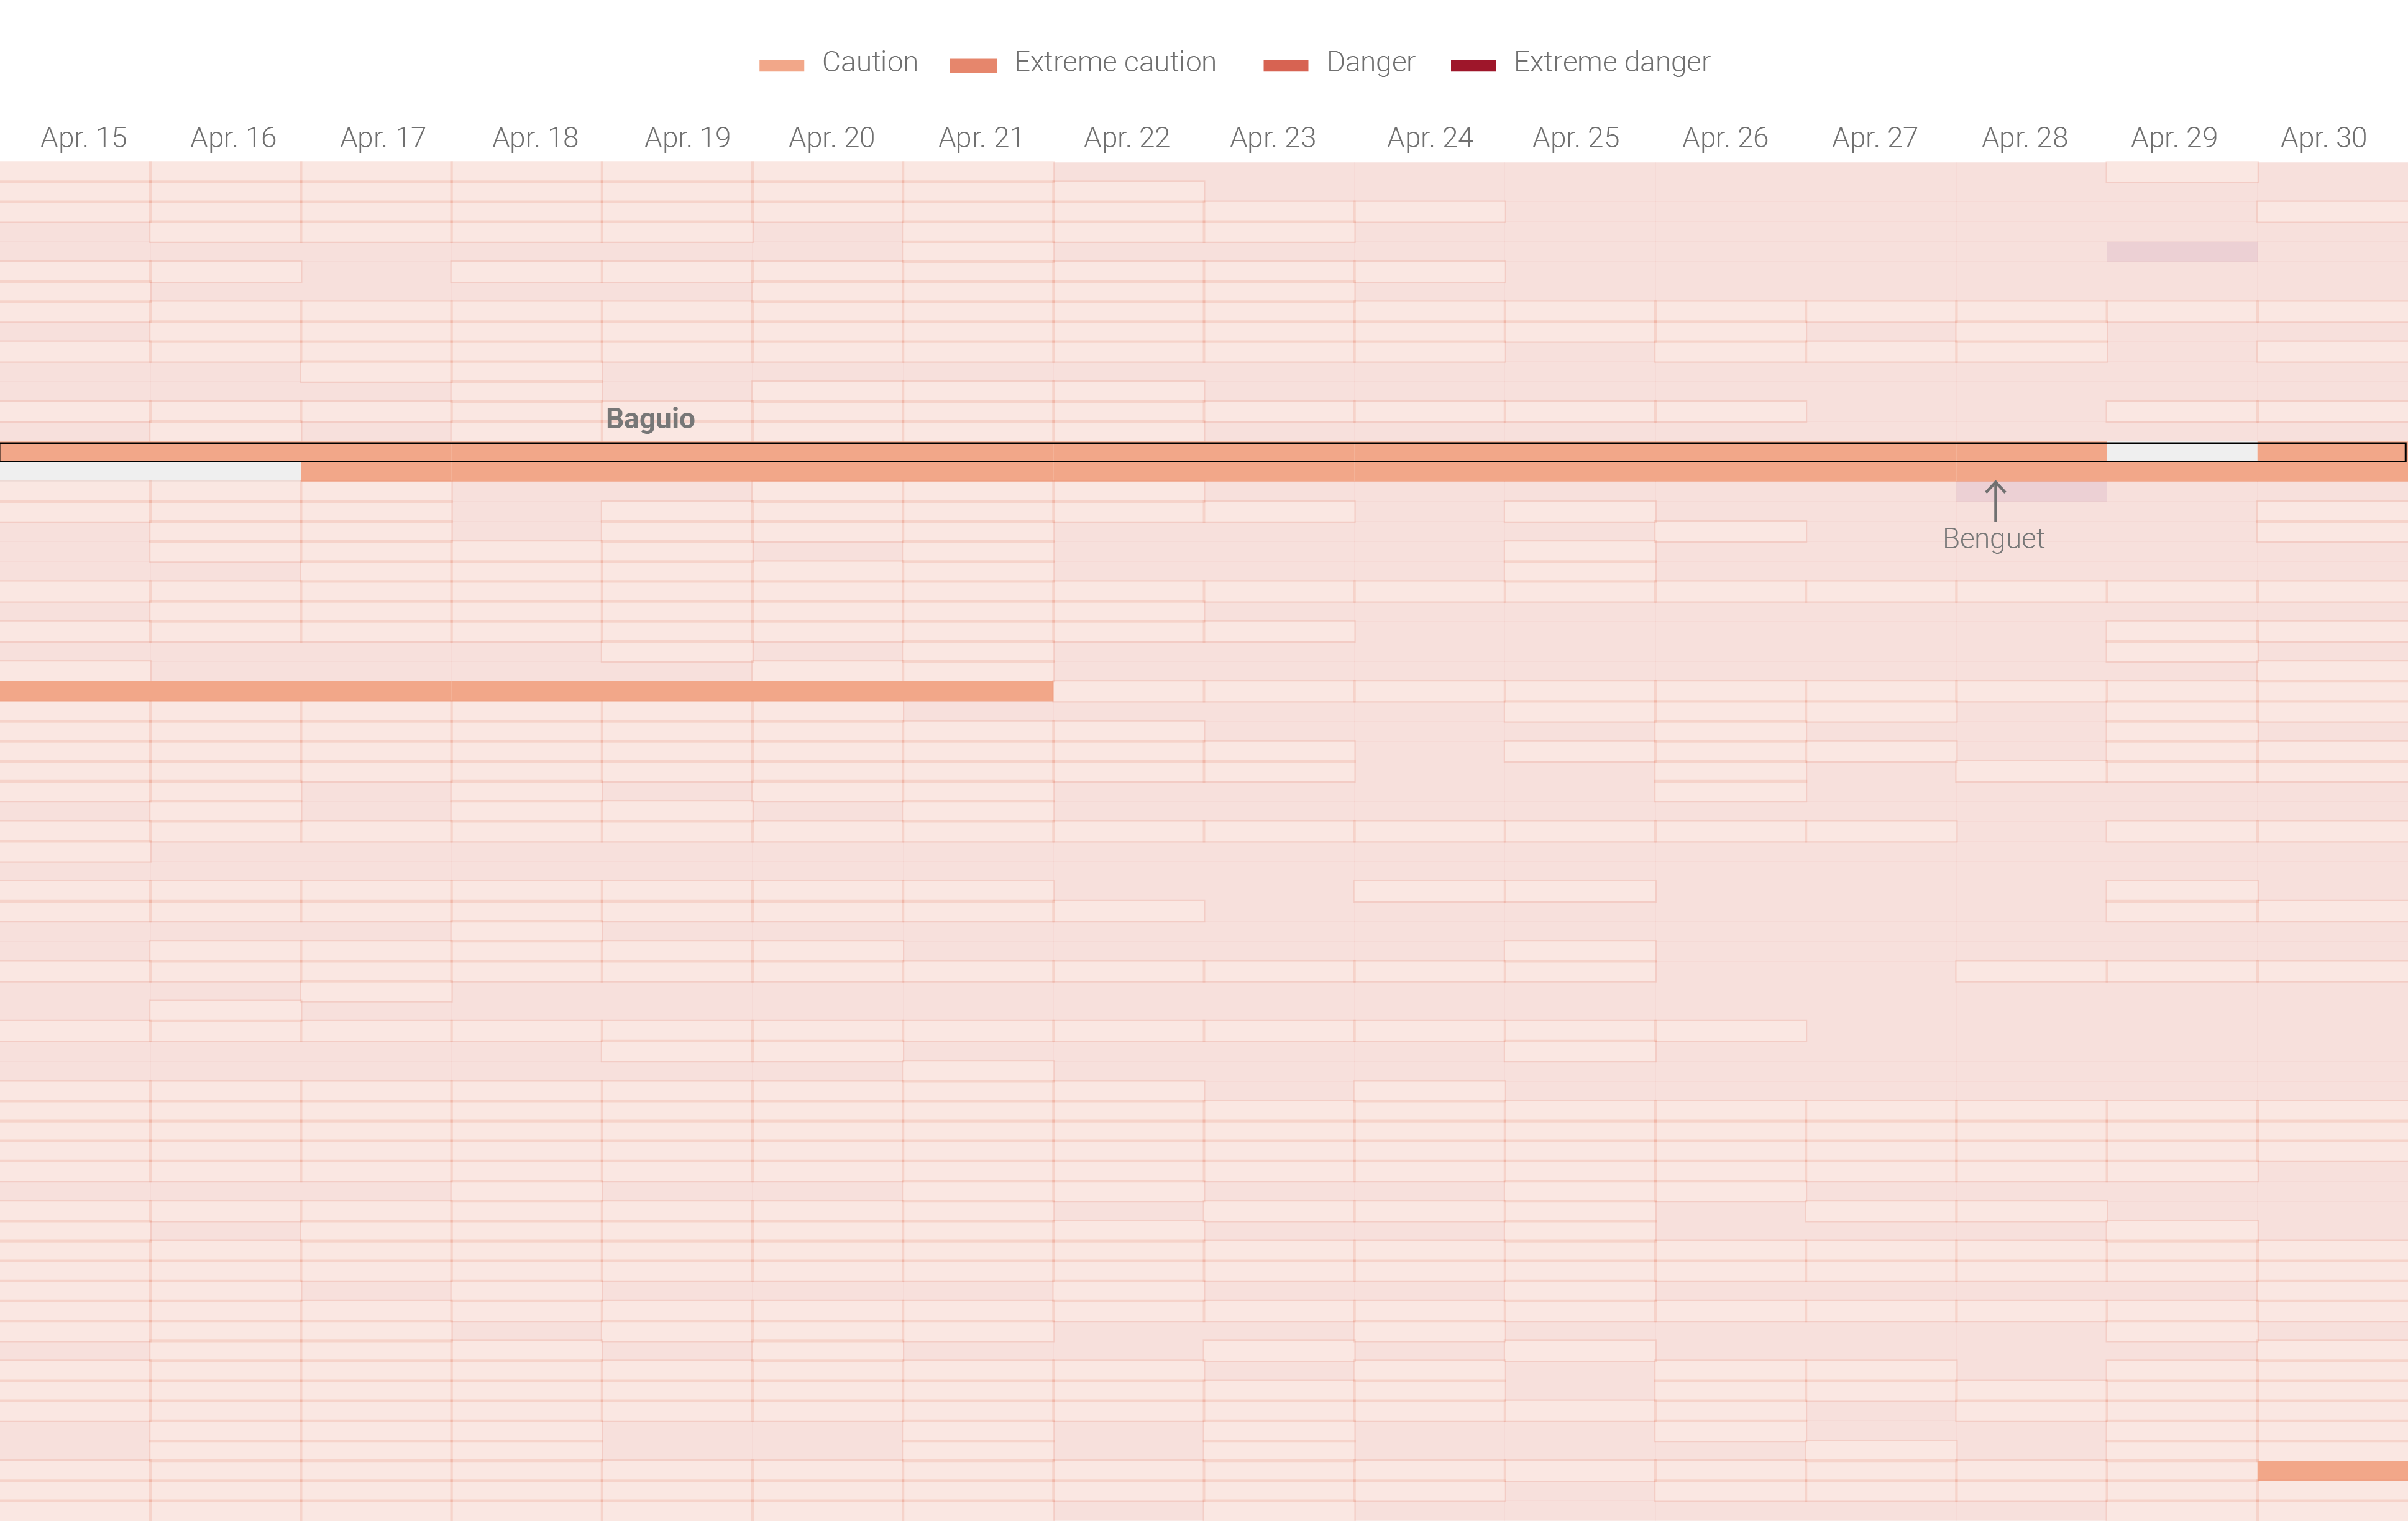 Caution Extreme caution Danger Extreme danger
Apr. 15 Apr. 16 Apr. 17 Apr. 18 Apr. 19 Apr. 20 Apr. 21 Apr. 22 Apr. 23 Apr. 24 Apr. 25 Apr. 26 Apr. 27 Apr. 28 Apr. 29 Apr. 30
Baguio
Benguet